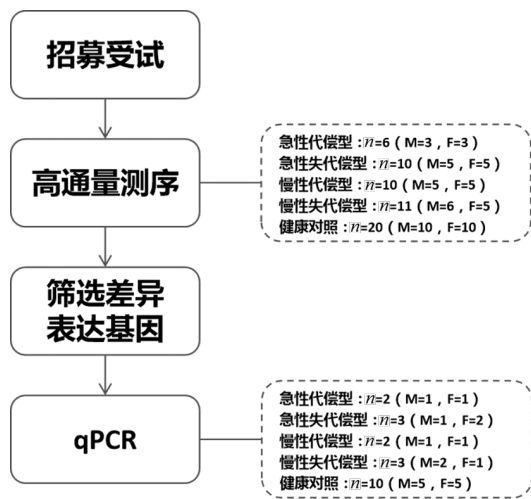 招募受试
高通量测序
急性代偿型：n=6（M=3，F=3）
急性失代偿型：n=10（M=5，F=5）
慢性代偿型：n=10（M=5，F=5）
慢性失代偿型：n=11（M=6，F=5）
健康对照：n=20（M=10，F=10）
筛选差异
表达基因
qPCR
急性代偿型：n=2（M=1，F=1）
急性失代偿型：n=3（M=1，F=2）
慢性代偿型：n=2（M=1，F=1）
慢性失代偿型：n=3（M=2，F=1）
健康对照：n=10（M=5，F=5）